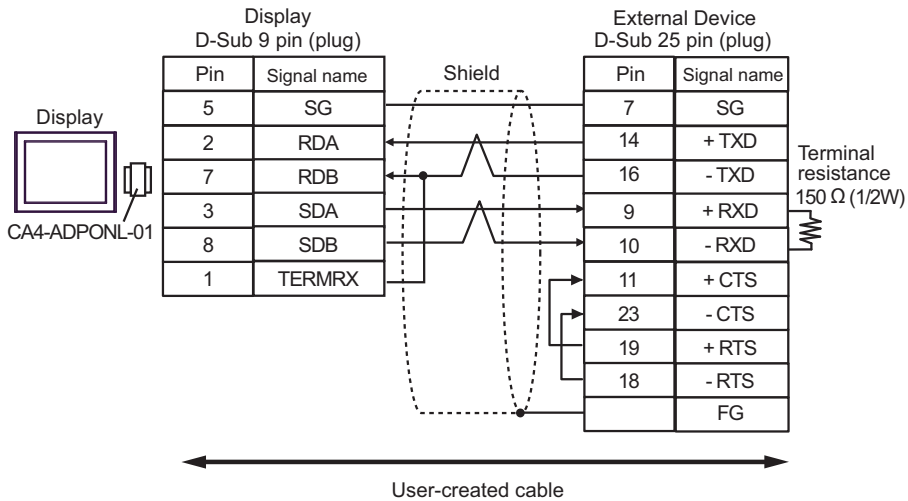 Display
D-Sub 9 pin (plug)
External Device
D-Sub 25 pin (plug)
Pin Signal name
Shield
Pin Signal name
5 SG
7 SG
Display
2 RDA
14 + TXD
7 RDB
16 - TXD
Terminal
resistance
150 Ω (1/2W)
3 SDA
9 + RXD
CA4-ADPONL-01
8 SDB
10 - RXD
1 TERMRX
11 + CTS
23 - CTS
19 + RTS
18 - RTS
FG
User-created cable